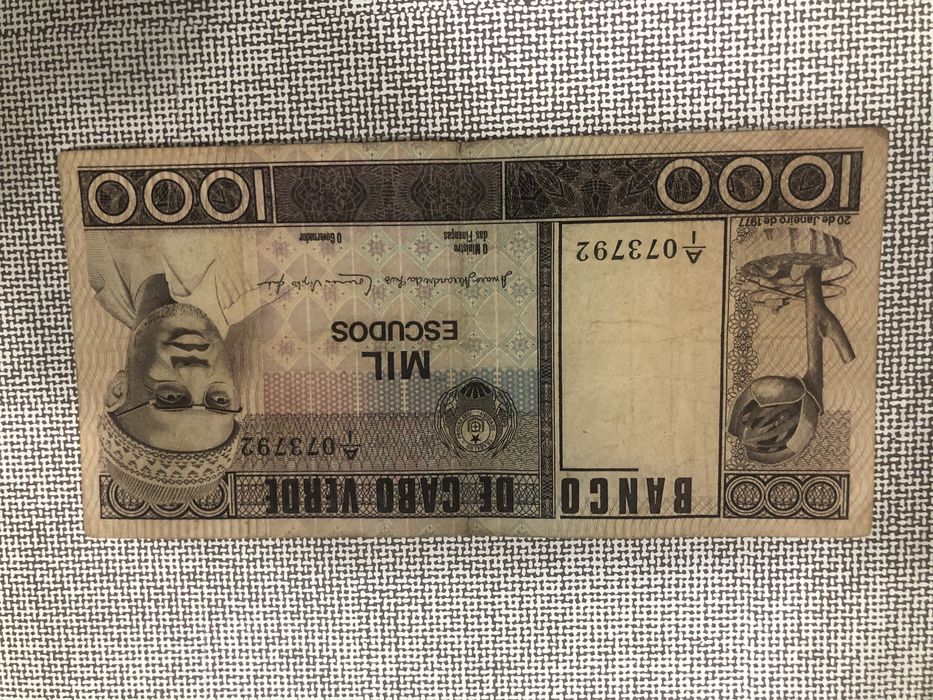 BANCO DE CABO VERDE
A/1 073792
MIL
ESCUDOS
O Ministro
das Finanças
O Governador
A/1 073792
20 de Janeiro de 1977
1000
1000